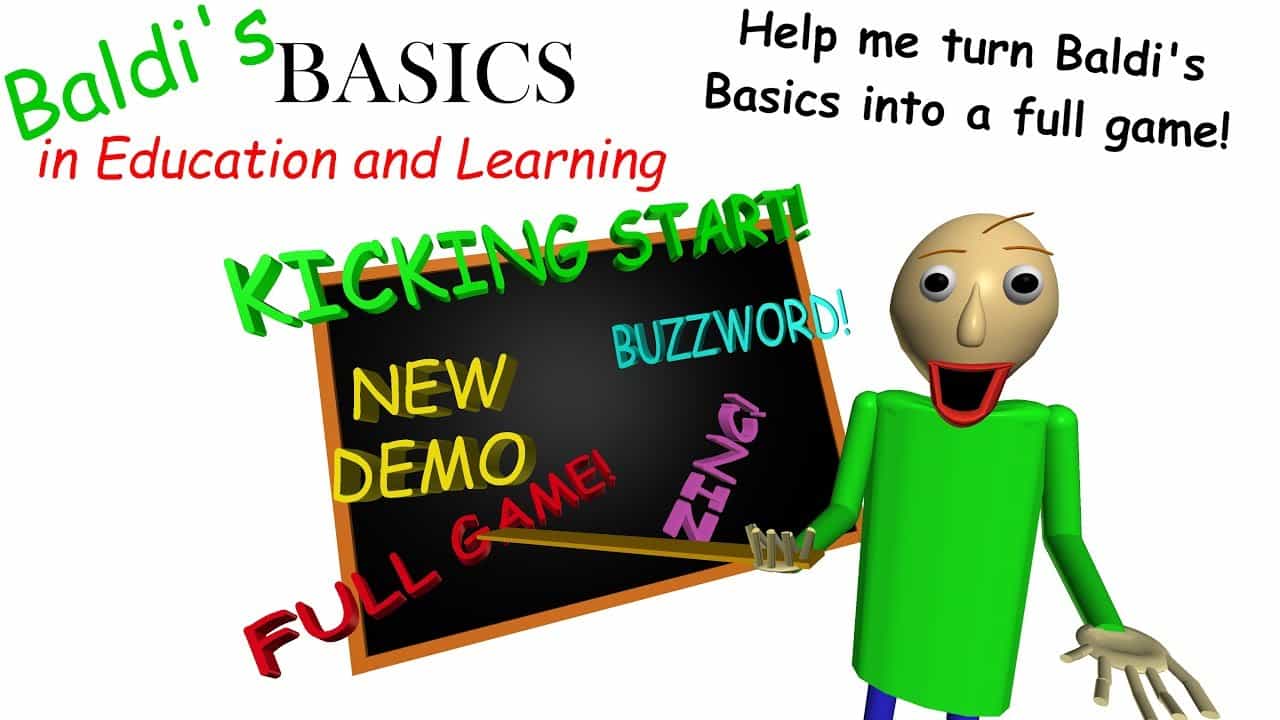 Baldi's BASICS
in Education and Learning
Help me turn Baldi's
Basics into a full game!
KICKING START!
BUZZWORD!
NEW
DEMO
ZING!
FULL GAME!